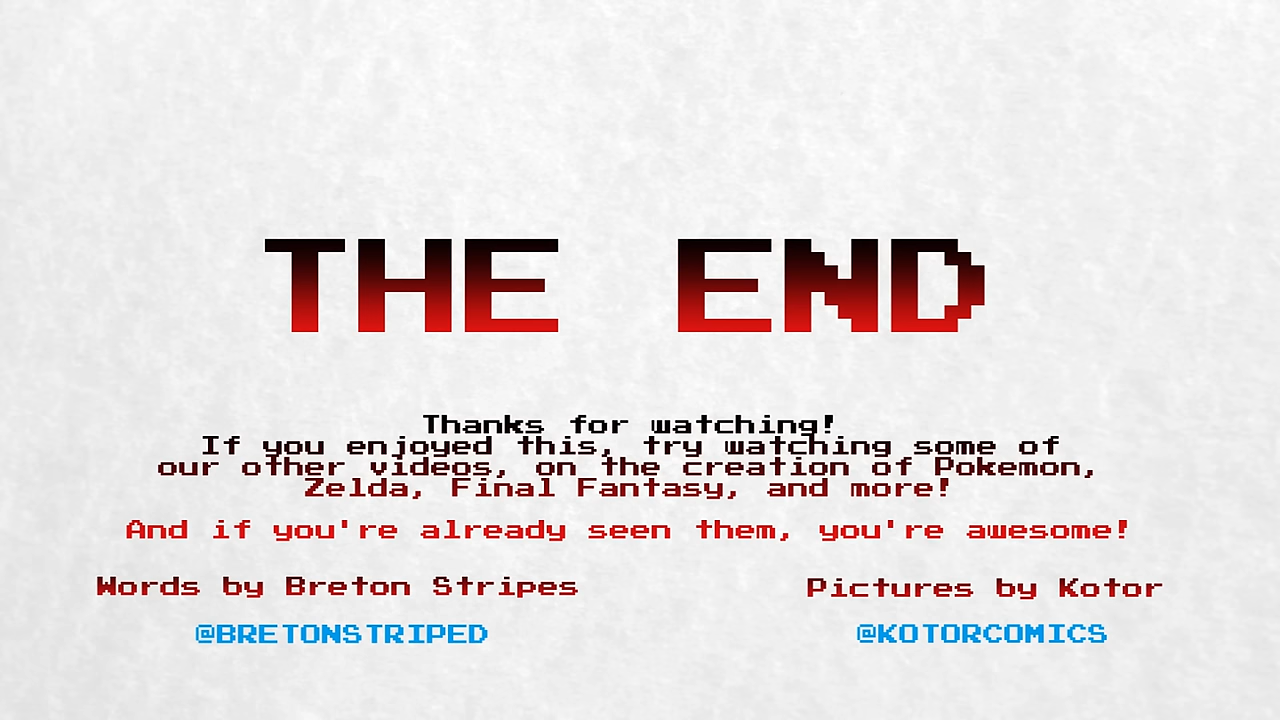 THE END
Thanks for watching!
If you enjoyed this, try watching some of
our other videos, on the creation of Pokemon,
Zelda, Final Fantasy, and more!
And if you're already seen them, you're awesome!
Words by Breton Stripes
Pictures by Kotor
@BRETONSTRIPED
@KOTORCOMICS